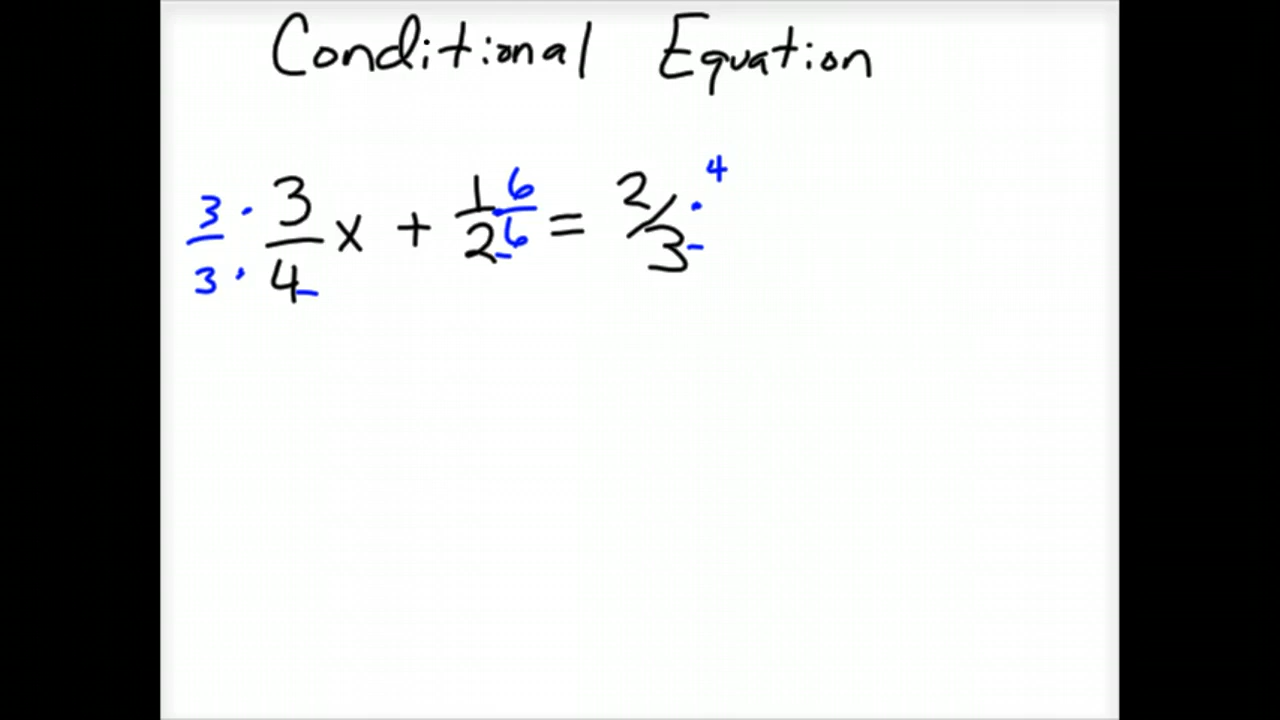 Conditional Equation
3/3 · 3/4 x + 1/2 · 6/6 = 2/3 · 4